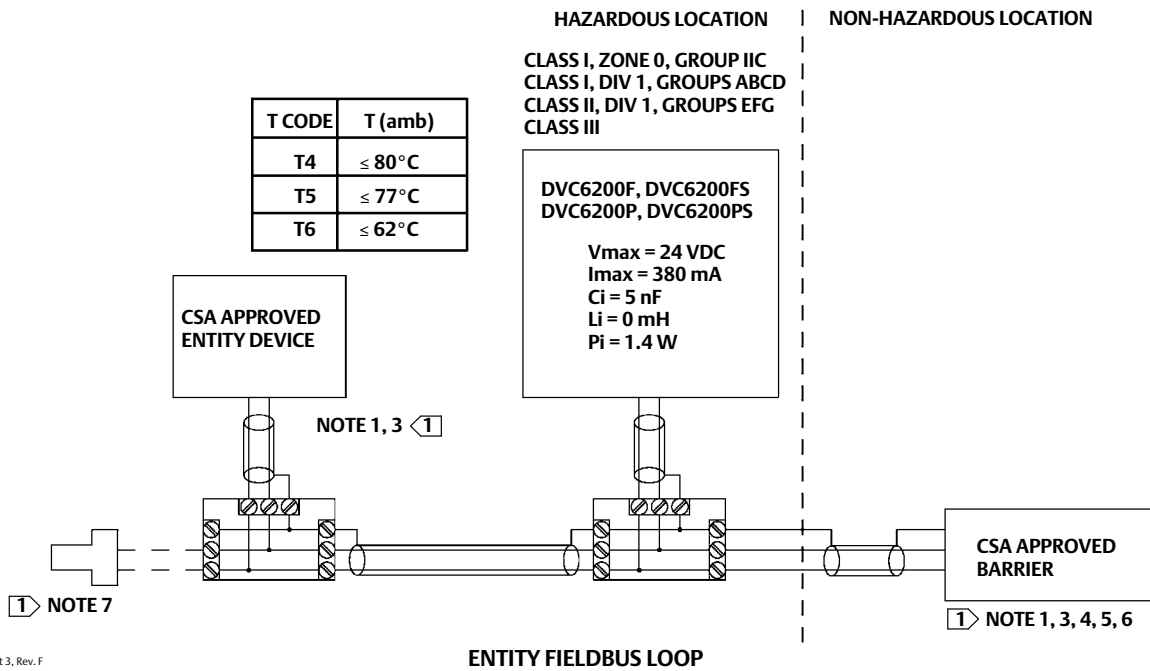 HAZARDOUS LOCATION
NON-HAZARDOUS LOCATION
CLASS I, ZONE 0, GROUP IIC
CLASS I, DIV 1, GROUPS ABCD
CLASS II, DIV 1, GROUPS EFG
CLASS III
T CODE T (amb)
T4 ≤ 80°C
T5 ≤ 77°C
T6 ≤ 62°C
DVC6200F, DVC6200FS
DVC6200P, DVC6200PS
Vmax = 24 VDC
Imax = 380 mA
Ci = 5 nF
Li = 0 mH
Pi = 1.4 W
CSA APPROVED
ENTITY DEVICE
NOTE 1, 3 1
CSA APPROVED
BARRIER
1 NOTE 7
1 NOTE 1, 3, 4, 5, 6
t 3, Rev. F
ENTITY FIELDBUS LOOP